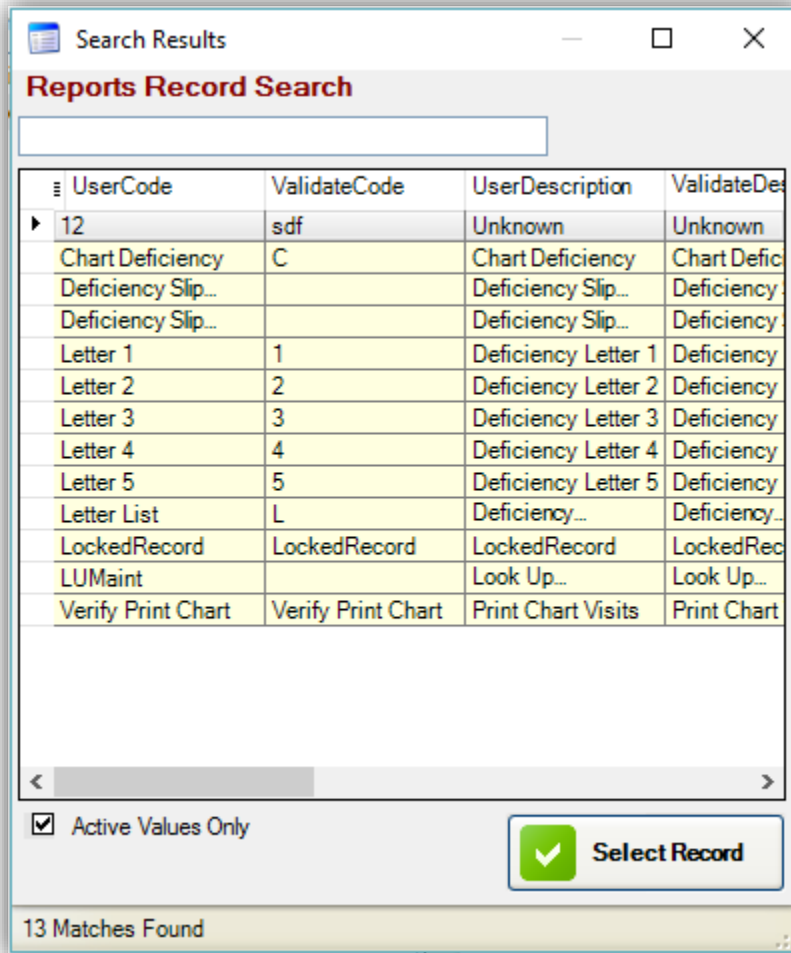 Search Results
Reports Record Search
UserCode ValidateCode UserDescription ValidateDes
12 sdf Unknown Unknown
Chart Deficiency C Chart Deficiency Chart Defici
Deficiency Slip... Deficiency Slip... Deficiency
Deficiency Slip... Deficiency Slip... Deficiency
Letter 1 1 Deficiency Letter 1 Deficiency
Letter 2 2 Deficiency Letter 2 Deficiency
Letter 3 3 Deficiency Letter 3 Deficiency
Letter 4 4 Deficiency Letter 4 Deficiency
Letter 5 5 Deficiency Letter 5 Deficiency
Letter List L Deficiency... Deficiency...
LockedRecord LockedRecord LockedRecord LockedRec
LUMaint Look Up... Look Up...
Verify Print Chart Verify Print Chart Print Chart Visits Print Chart
Active Values Only
Select Record
13 Matches Found